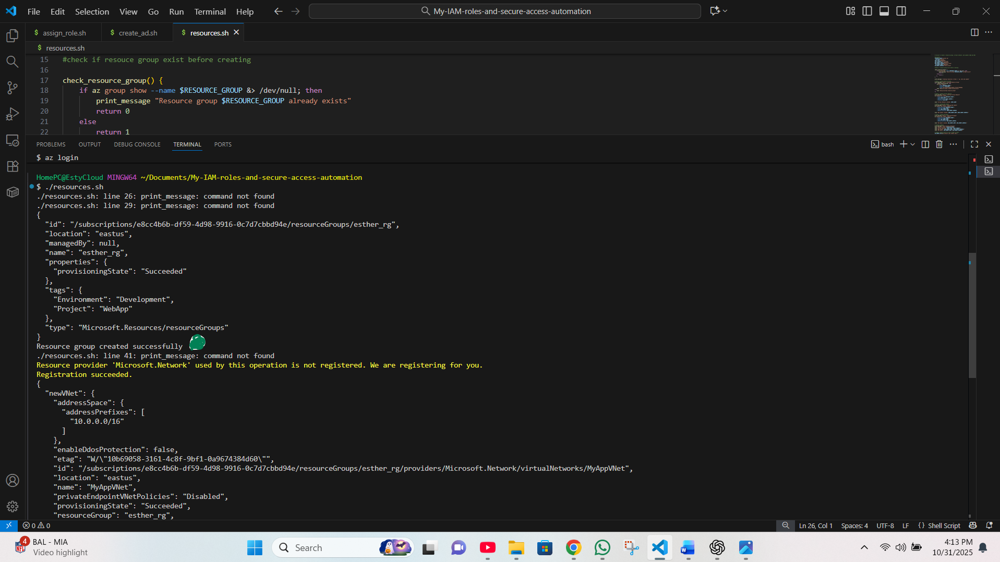 File Edit Selection View Go Run Terminal Help
My-IAM-roles-and-secure-access-automation
$ assign_role.sh
$ create_ad.sh
$ resources.sh
$ resources.sh
15 #check if resouce group exist before creating
16
17 check_resource_group() {
18 if az group show --name $RESOURCE_GROUP &> /dev/null; then
19 print_message "Resource group $RESOURCE_GROUP already exists"
20 return 0
21 else
22 return 1
PROBLEMS OUTPUT DEBUG CONSOLE TERMINAL PORTS
bash
$ az login
HomePC@EstyCloud MINGW64 ~/Documents/My-IAM-roles-and-secure-access-automation
$ ./resources.sh
./resources.sh: line 26: print_message: command not found
./resources.sh: line 29: print_message: command not found
{
"id": "/subscriptions/e8cc4b6b-df59-4d98-9916-0c7d7cbbd94e/resourceGroups/esther_rg",
"location": "eastus",
"managedBy": null,
"name": "esther_rg",
"properties": {
"provisioningState": "Succeeded"
},
"tags": {
"Environment": "Development",
"Project": "WebApp"
},
"type": "Microsoft.Resources/resourceGroups"
}
Resource group created successfully
./resources.sh: line 41: print_message: command not found
Resource provider 'Microsoft.Network' used by this operation is not registered. We are registering for you.
Registration succeeded.
{
"newVNet": {
"addressSpace": {
"addressPrefixes": [
"10.0.0.0/16"
]
},
"enableDdosProtection": false,
"etag": "W/\"10b69058-3161-4c8f-9bf1-0a9674384d60\"",
"id": "/subscriptions/e8cc4b6b-df59-4d98-9916-0c7d7cbbd94e/resourceGroups/esther_rg/providers/Microsoft.Network/virtualNetworks/MyAppVNet",
"location": "eastus",
"name": "MyAppVNet",
"privateEndpointVNetPolicies": "Disabled",
"provisioningState": "Succeeded",
"resourceGroup": "esther_rg",
0 0
Ln 26, Col 1 Spaces: 4 UTF-8 LF {} Shell Script
4 NFL BAL - MIA
Video highlight
Search
4:13 PM
10/31/2025